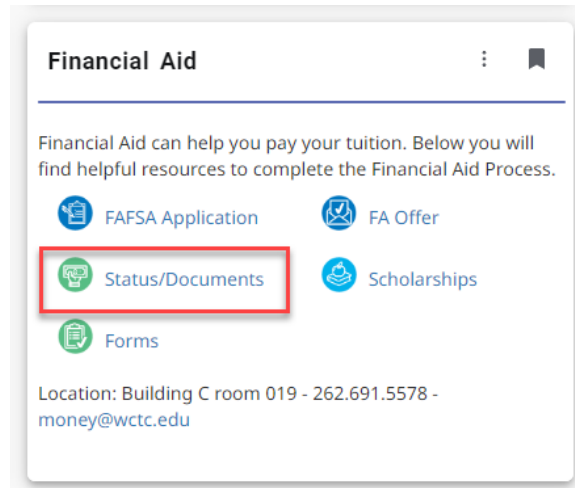 Financial Aid
Financial Aid can help you pay your tuition. Below you will
find helpful resources to complete the Financial Aid Process.
FAFSA Application
FA Offer
Status/Documents
Scholarships
Forms
Location: Building C room 019 - 262.691.5578 -
money@wctc.edu